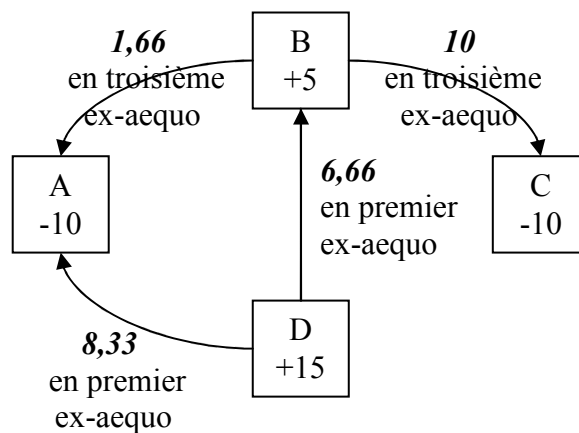 1,66
en troisième
ex-aequo
B
+5
10
en troisième
ex-aequo
A
-10
6,66
en premier
ex-aequo
C
-10
8,33
en premier
ex-aequo
D
+15